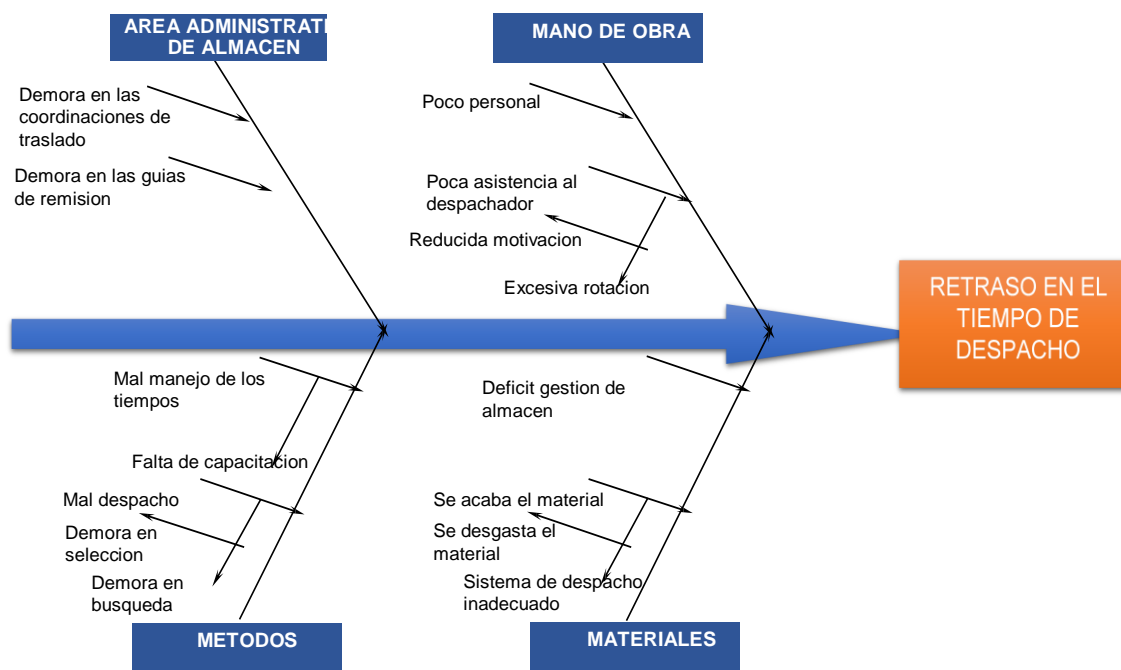 AREA ADMINISTRATI
DE ALMACEN
MANO DE OBRA
Demora en las
coordinaciones de
traslado
Demora en las guias
de remision
Poco personal
Poca asistencia al
despachador
Reducida motivacion
Excesiva rotacion
RETRASO EN EL
TIEMPO DE
DESPACHO
Mal manejo de los
tiempos
Falta de capacitacion
Mal despacho
Demora en
seleccion
Demora en
busqueda
Deficit gestion de
almacen
Se acaba el material
Se desgasta el
material
Sistema de despacho
inadecuado
METODOS
MATERIALES